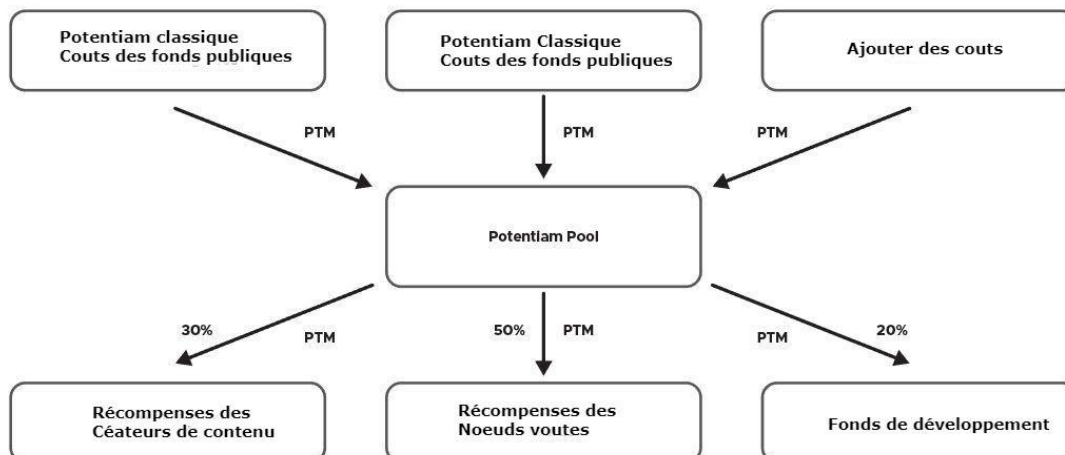 Potentiam classique
Couts des fonds publiques
Potentiam Classique
Couts des fonds publiques
Ajouter des couts
PTM
PTM
PTM
Potentiam Pool
30%
PTM
50%
PTM
PTM
20%
Récompenses des
Céateurs de contenu
Récompenses des
Noeuds voutes
Fonds de développement